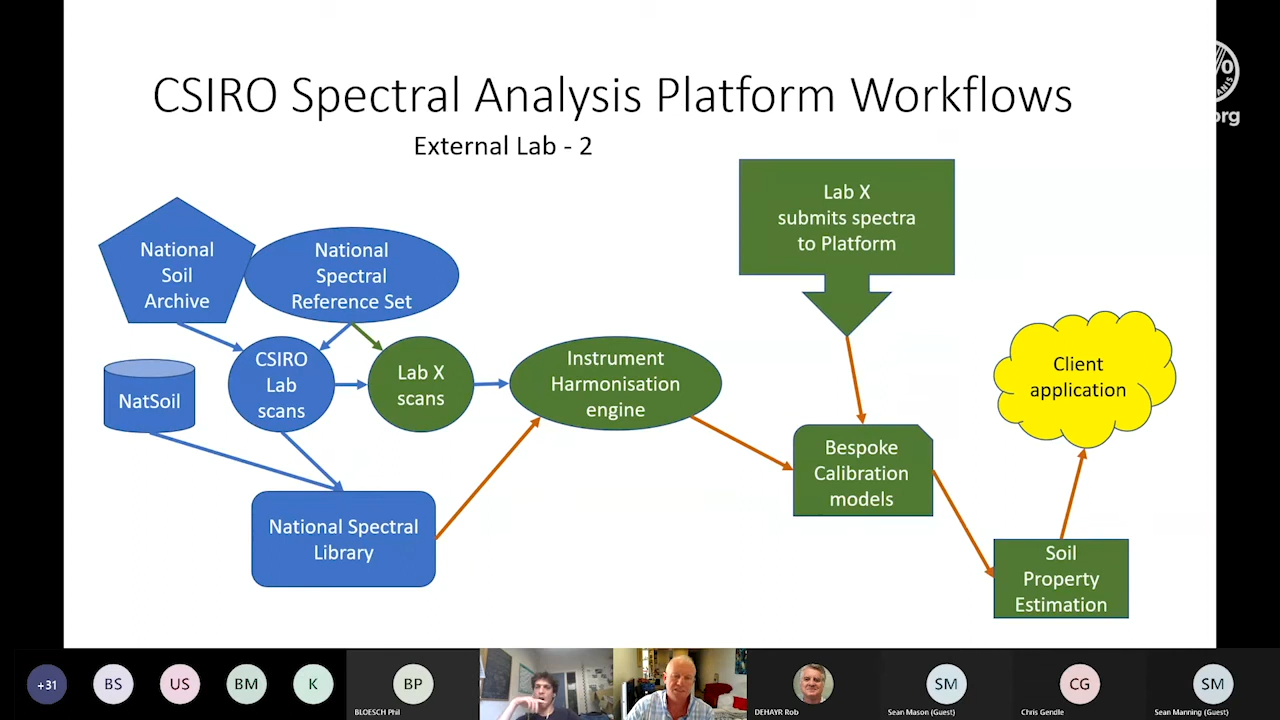 CSIRO Spectral Analysis Platform Workflows
External Lab - 2
National
Soil
Archive
National
Spectral
Reference Set
Lab X
submits spectra
to Platform
NatSoil
CSIRO
Lab
scans
Lab X
scans
Instrument
Harmonisation
engine
Client
application
Bespoke
Calibration
models
National Spectral
Library
Soil
Property
Estimation
+31
BS
US
BM
K
BP
BLOESCH Phil
DEHAYR Rob
SM
Sean Mason (Guest)
CG
Chris Gendle
SM
Sean Manning (Guest)